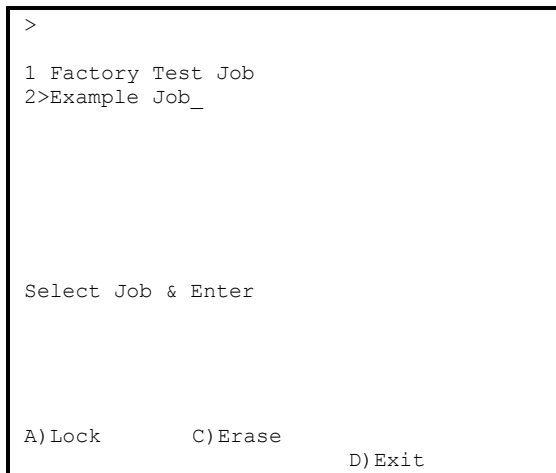 >
1 Factory Test Job
2>Example Job_
Select Job & Enter
A)Lock C)Erase
D)Exit